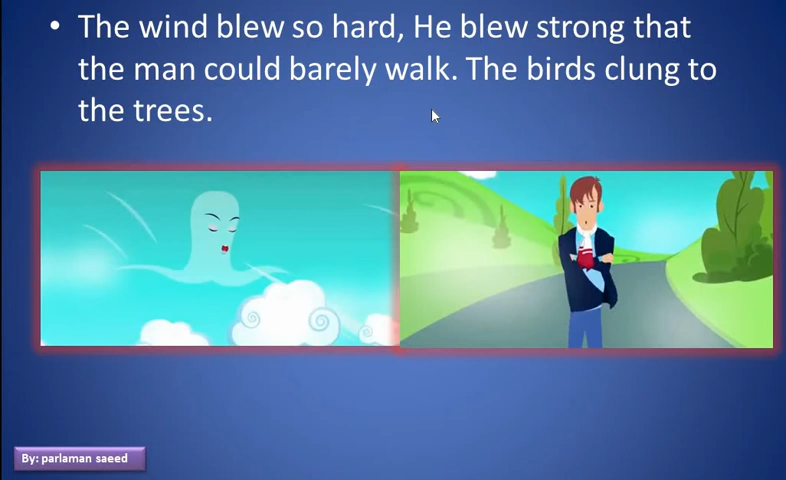 • The wind blew so hard, He blew strong that
the man could barely walk. The birds clung to
the trees.
By: parlaman saeed